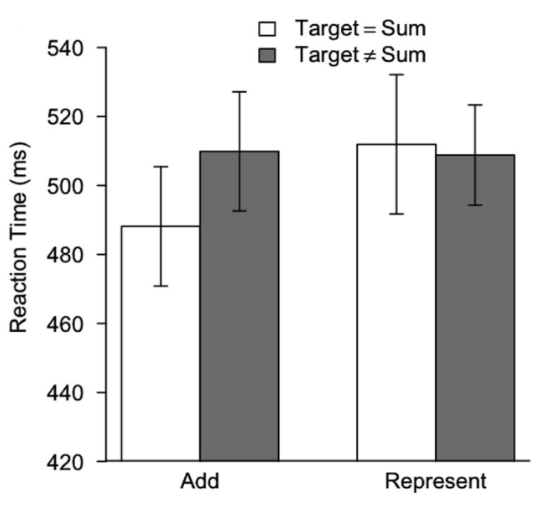 Target = Sum
Target ≠ Sum
Reaction Time (ms)
540
520
500
480
460
440
420
Add Represent